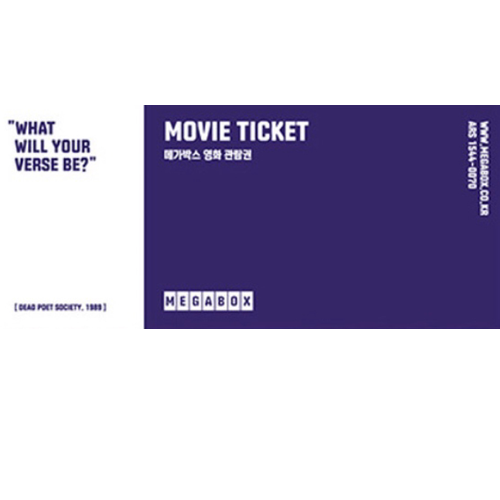 "WHAT
WILL YOUR
VERSE BE?"
[ DEAD POET SOCIETY, 1989 ]
MOVIE TICKET
메가박스 영화 관람권
MEGABOX
WWW.MEGABOX.CO.KR
ARS 1544-0070